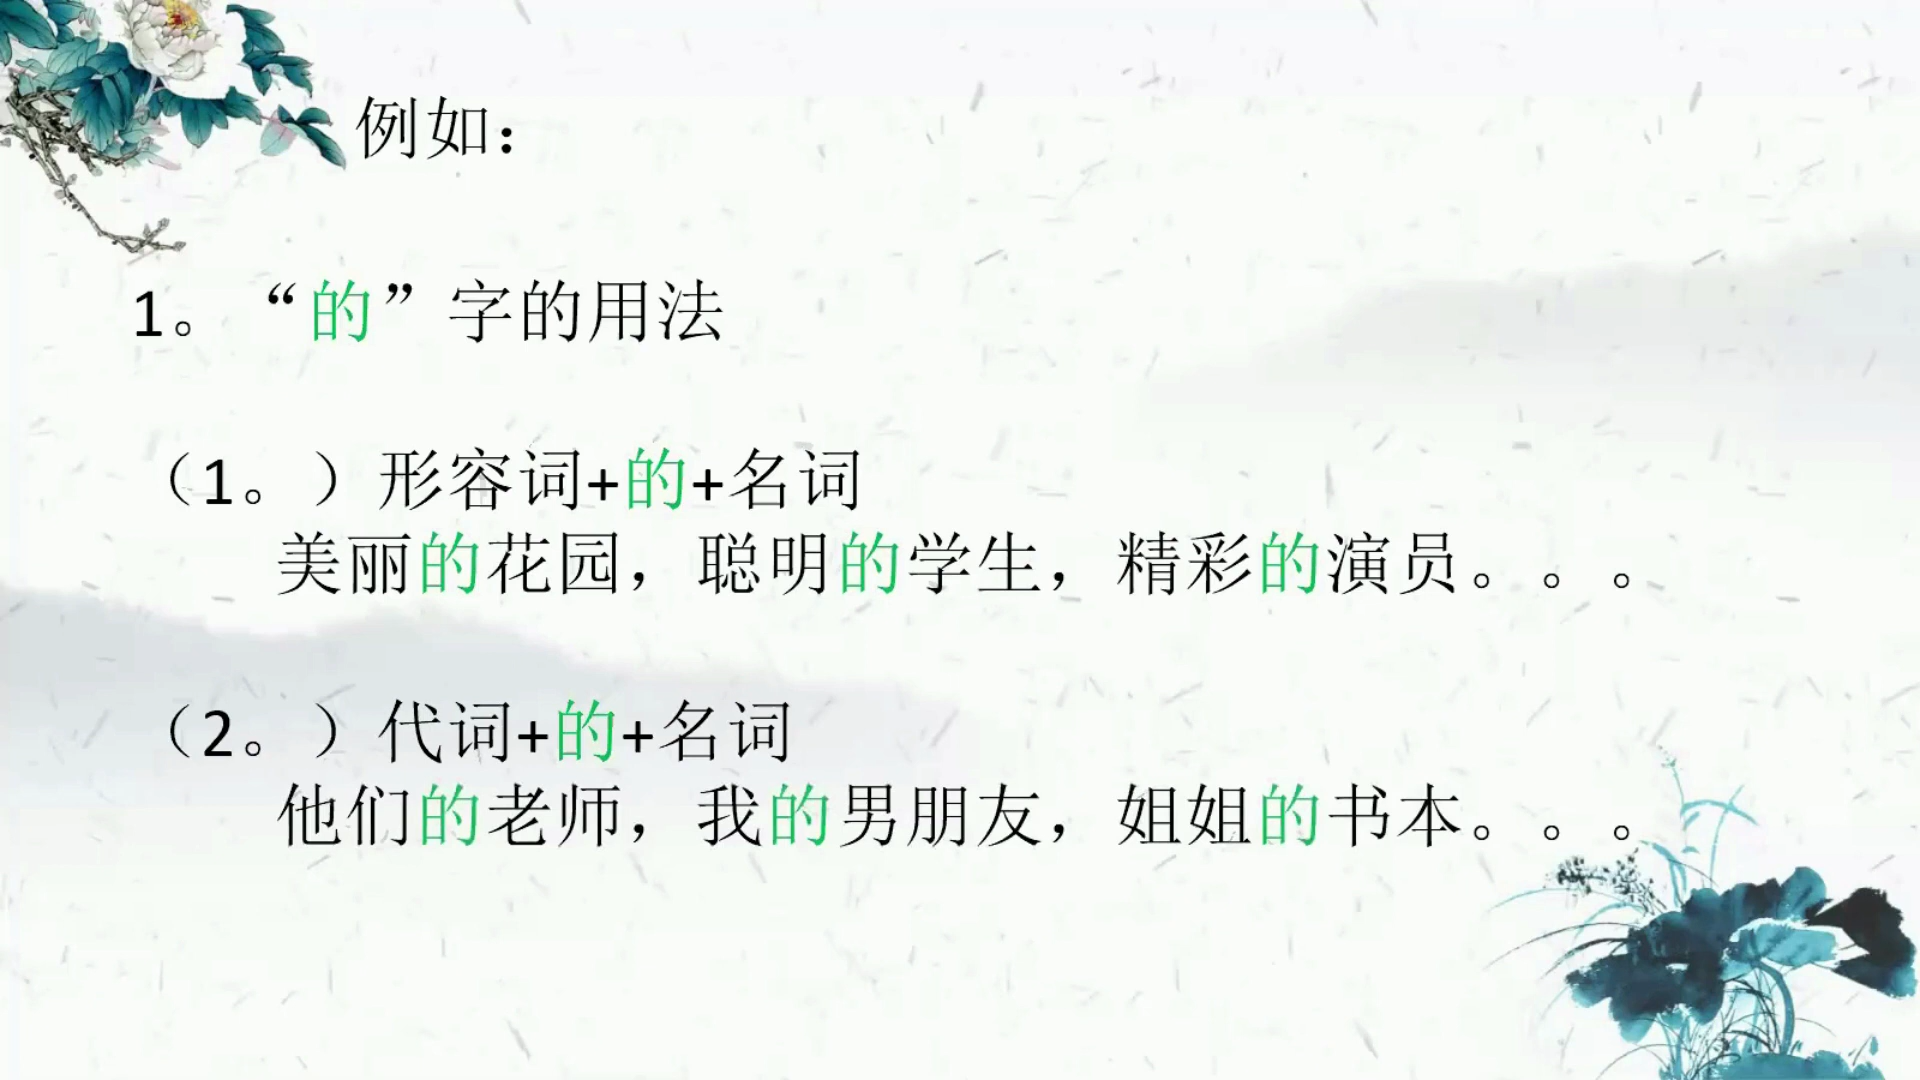 例如：
1。“的”字的用法
（1。）形容词+的+名词
美丽的花园，聪明的学生，精彩的演员。。。
（2。）代词+的+名词
他们的老师，我的男朋友，姐姐的书本。。。